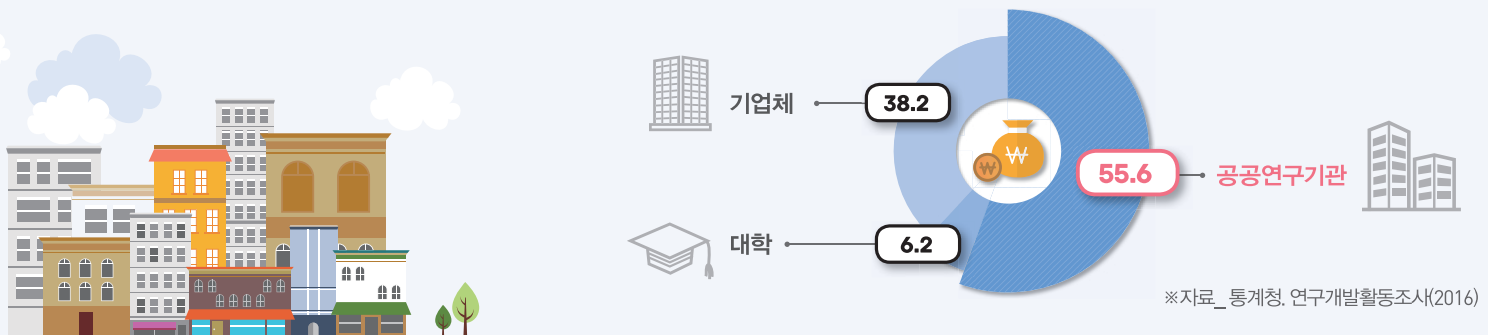 기업체
38.2
55.6
공공연구기관
대학
6.2
※자료_ 통계청. 연구개발활동조사(2016)